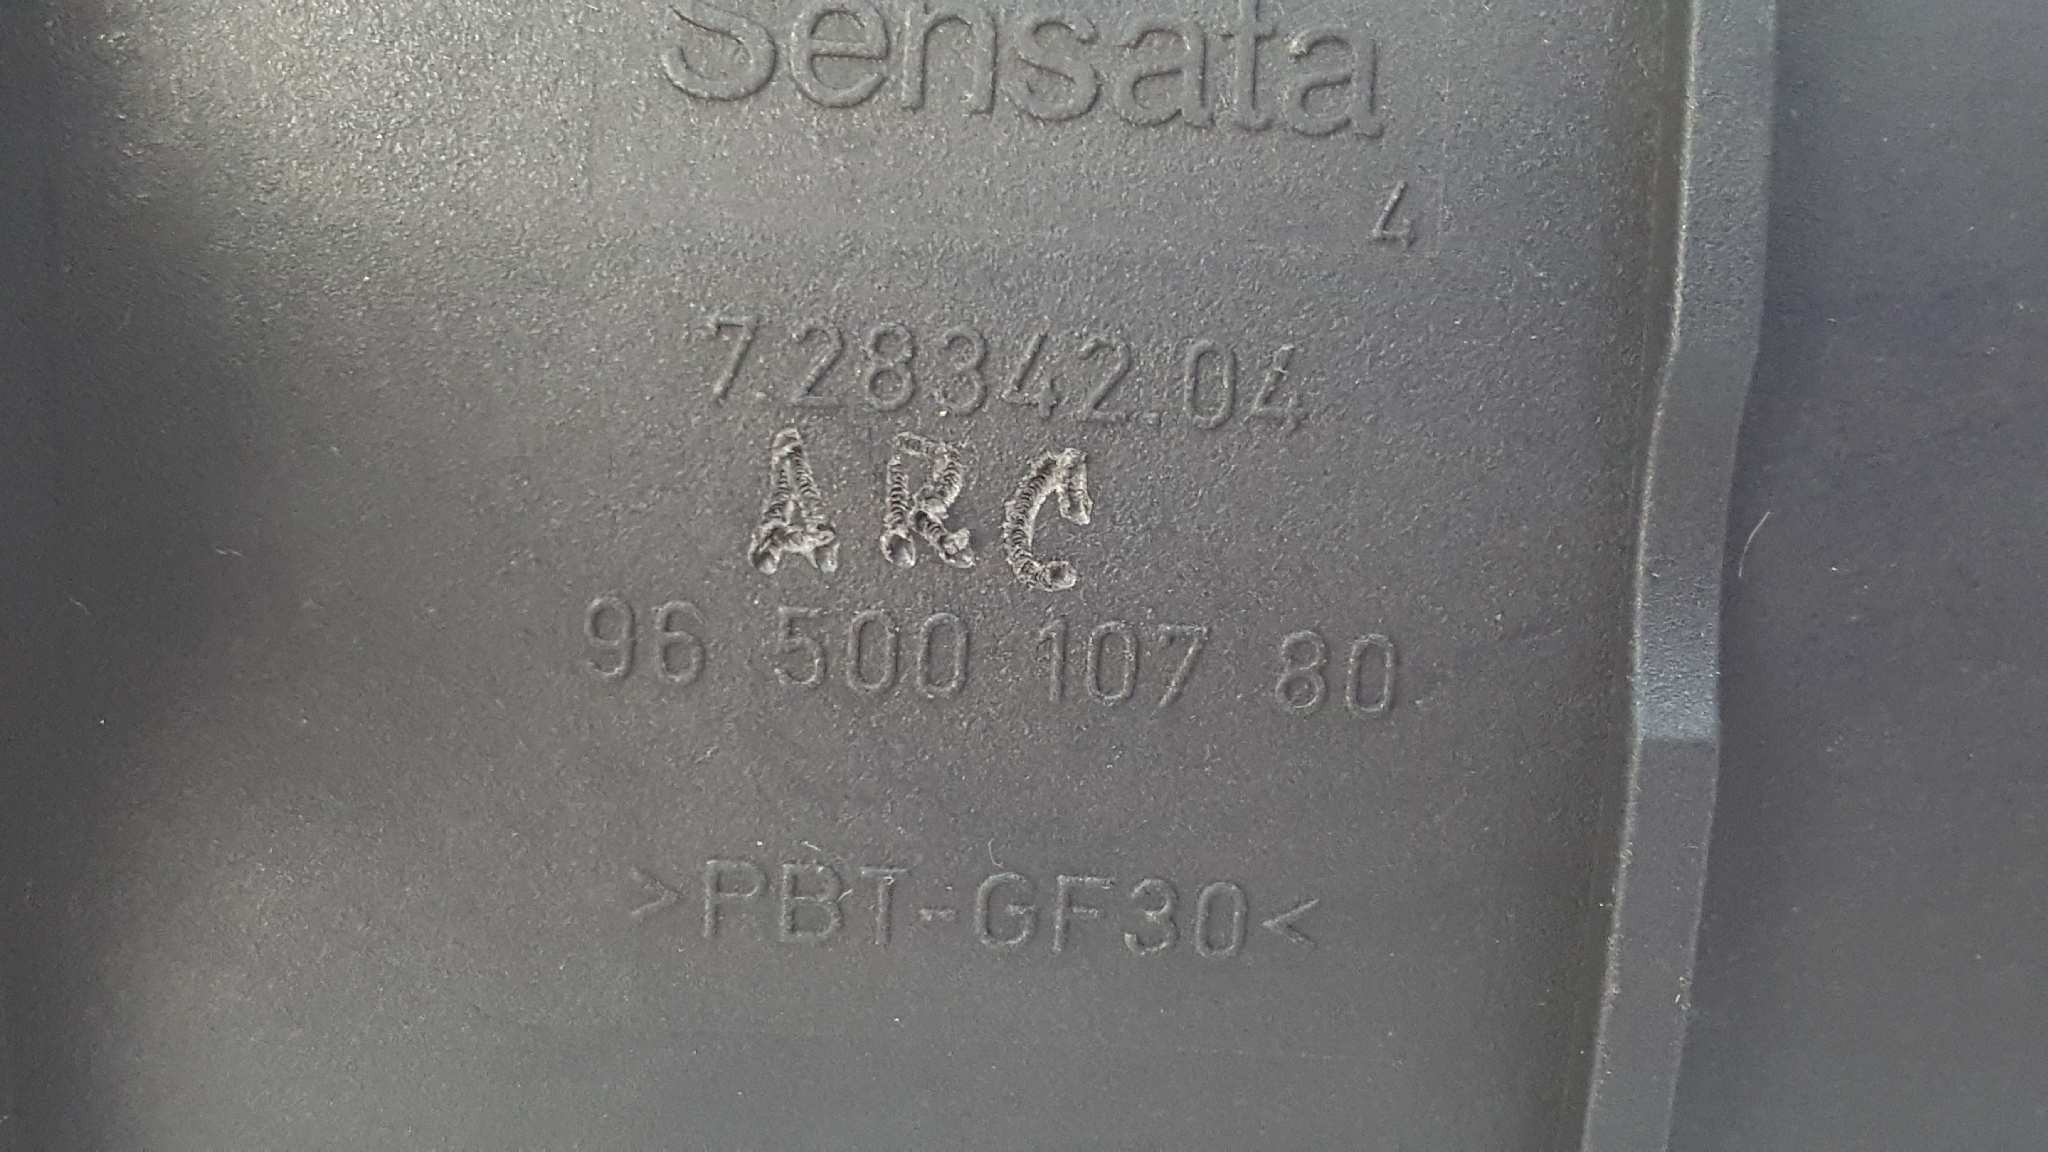 Sensata
4
7.28342.04
ARC
96 500 107 80
>PBT-GF30<